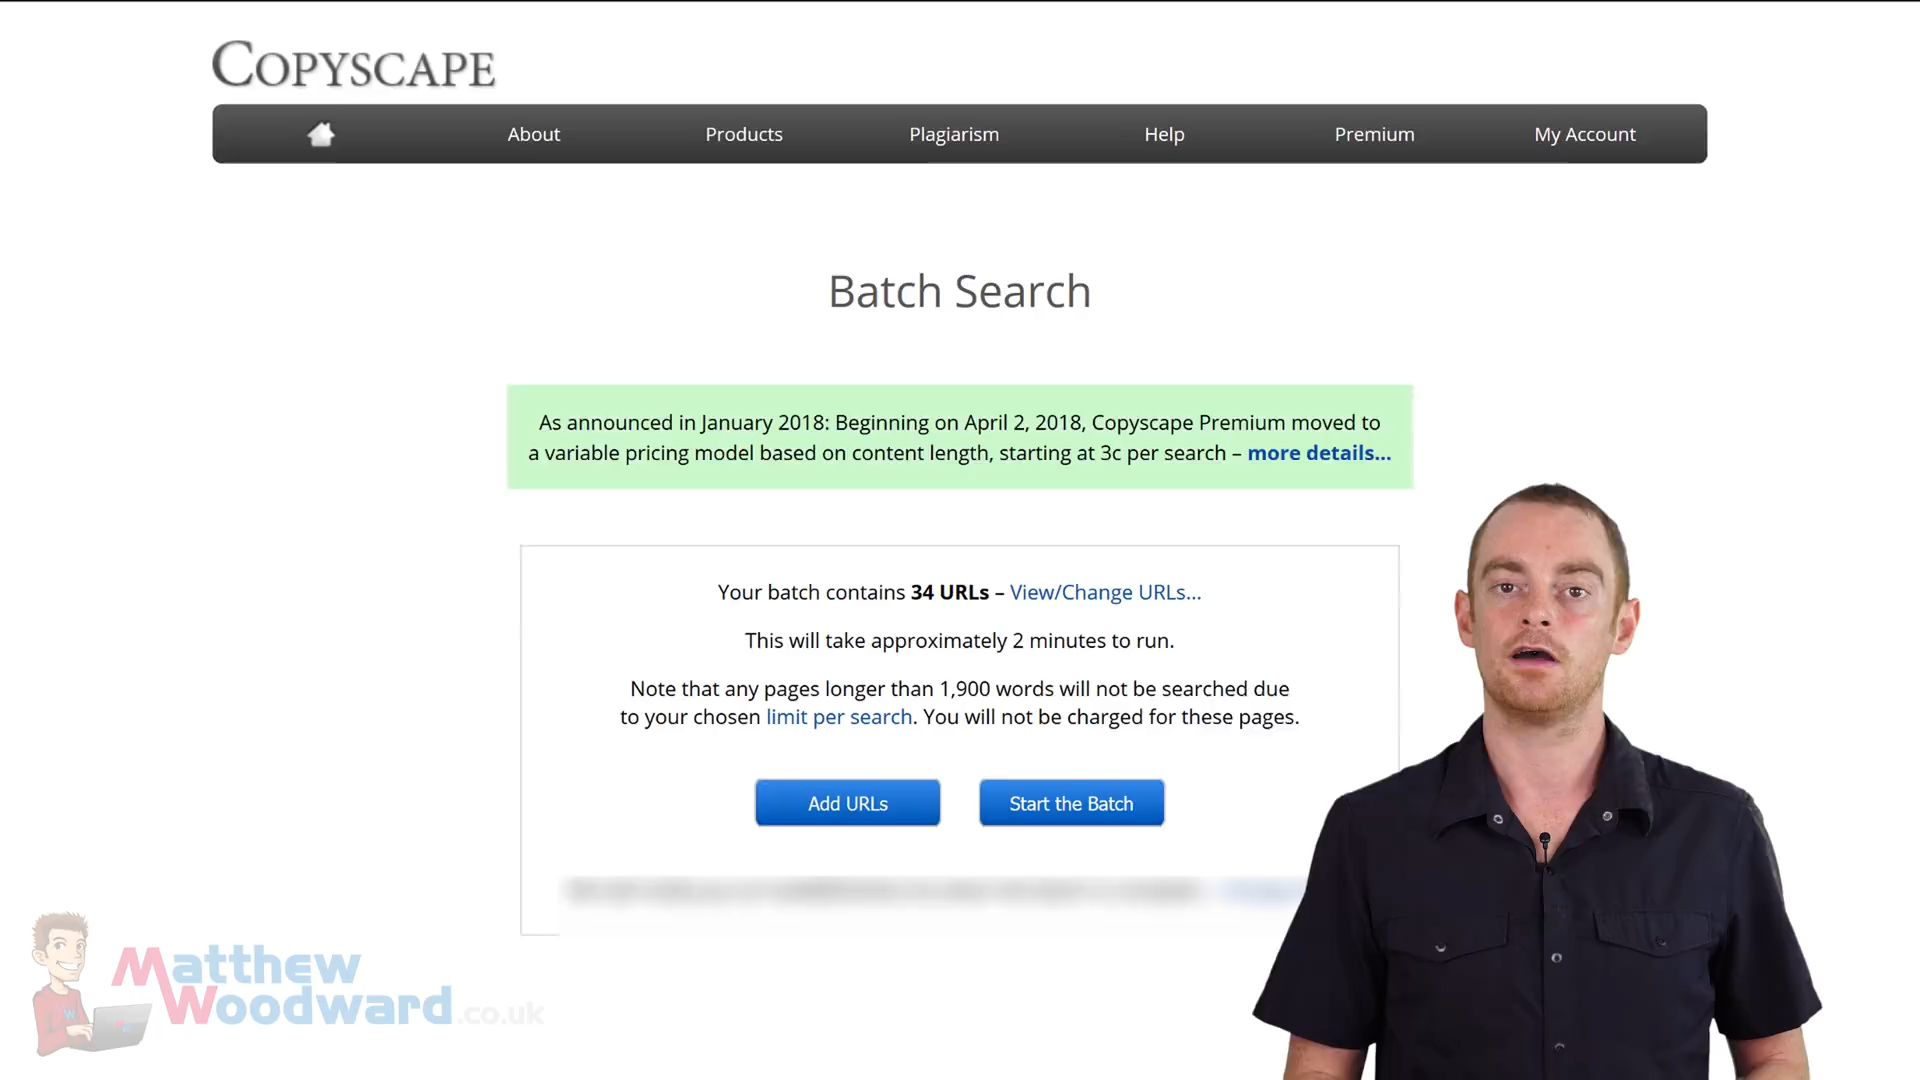 COPYSCAPE
About Products Plagiarism Help Premium My Account
Batch Search
As announced in January 2018: Beginning on April 2, 2018, Copyscape Premium moved to
a variable pricing model based on content length, starting at 3c per search – more details...
Your batch contains 34 URLs – View/Change URLs...
This will take approximately 2 minutes to run.
Note that any pages longer than 1,900 words will not be searched due
to your chosen limit per search. You will not be charged for these pages.
Add URLs Start the Batch
Matthew
Woodward.co.uk